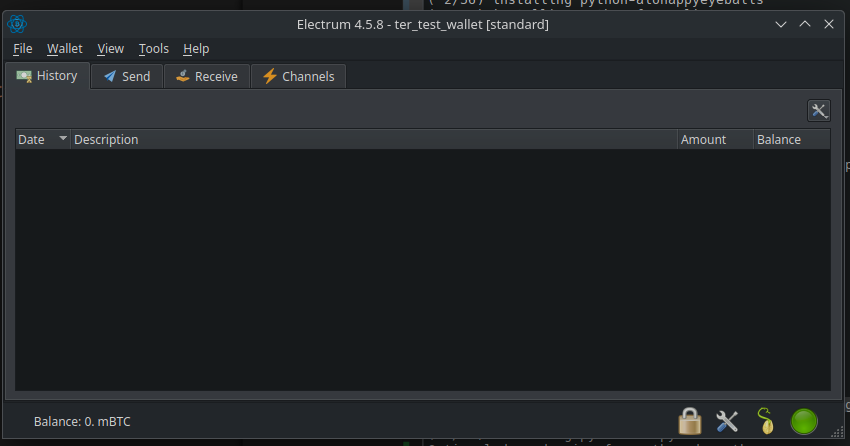 ( 2/30) installing python-aiohappyeyeballs
Electrum 4.5.8 - ter_test_wallet [standard]
File Wallet View Tools Help
History Send Receive Channels
Date Description Amount Balance
Balance: 0. mBTC